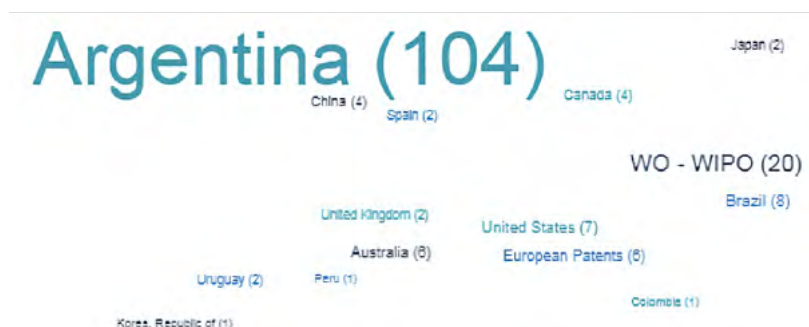 Argentina (104)
Japan (2)
China (4)
Canada (4)
Spain (2)
WO - WIPO (20)
Brazil (8)
United Kingdom (2)
United States (7)
Australia (6)
European Patents (6)
Uruguay (2)
Peru (1)
Colombia (1)
Korea, Republic of (1)